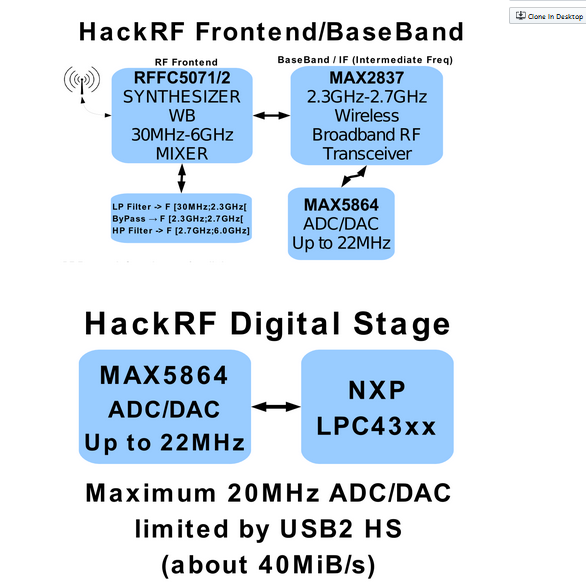 Clone in Desktop
HackRF Frontend/BaseBand
RF Frontend
BaseBand / IF (Intermediate Freq)
RFFC5071/2
SYNTHESIZER
WB
30MHz-6GHz
MIXER
MAX2837
2.3GHz-2.7GHz
Wireless
Broadband RF
Transceiver
LP Filter -> F [30MHz;2.3GHz[
ByPass → F [2.3GHz;2.7GHz[
HP Filter -> F [2.7GHz;6.0GHz]
MAX5864
ADC/DAC
Up to 22MHz
HackRF Digital Stage
MAX5864
ADC/DAC
Up to 22MHz
NXP
LPC43xx
Maximum 20MHz ADC/DAC
limited by USB2 HS
(about 40MiB/s)